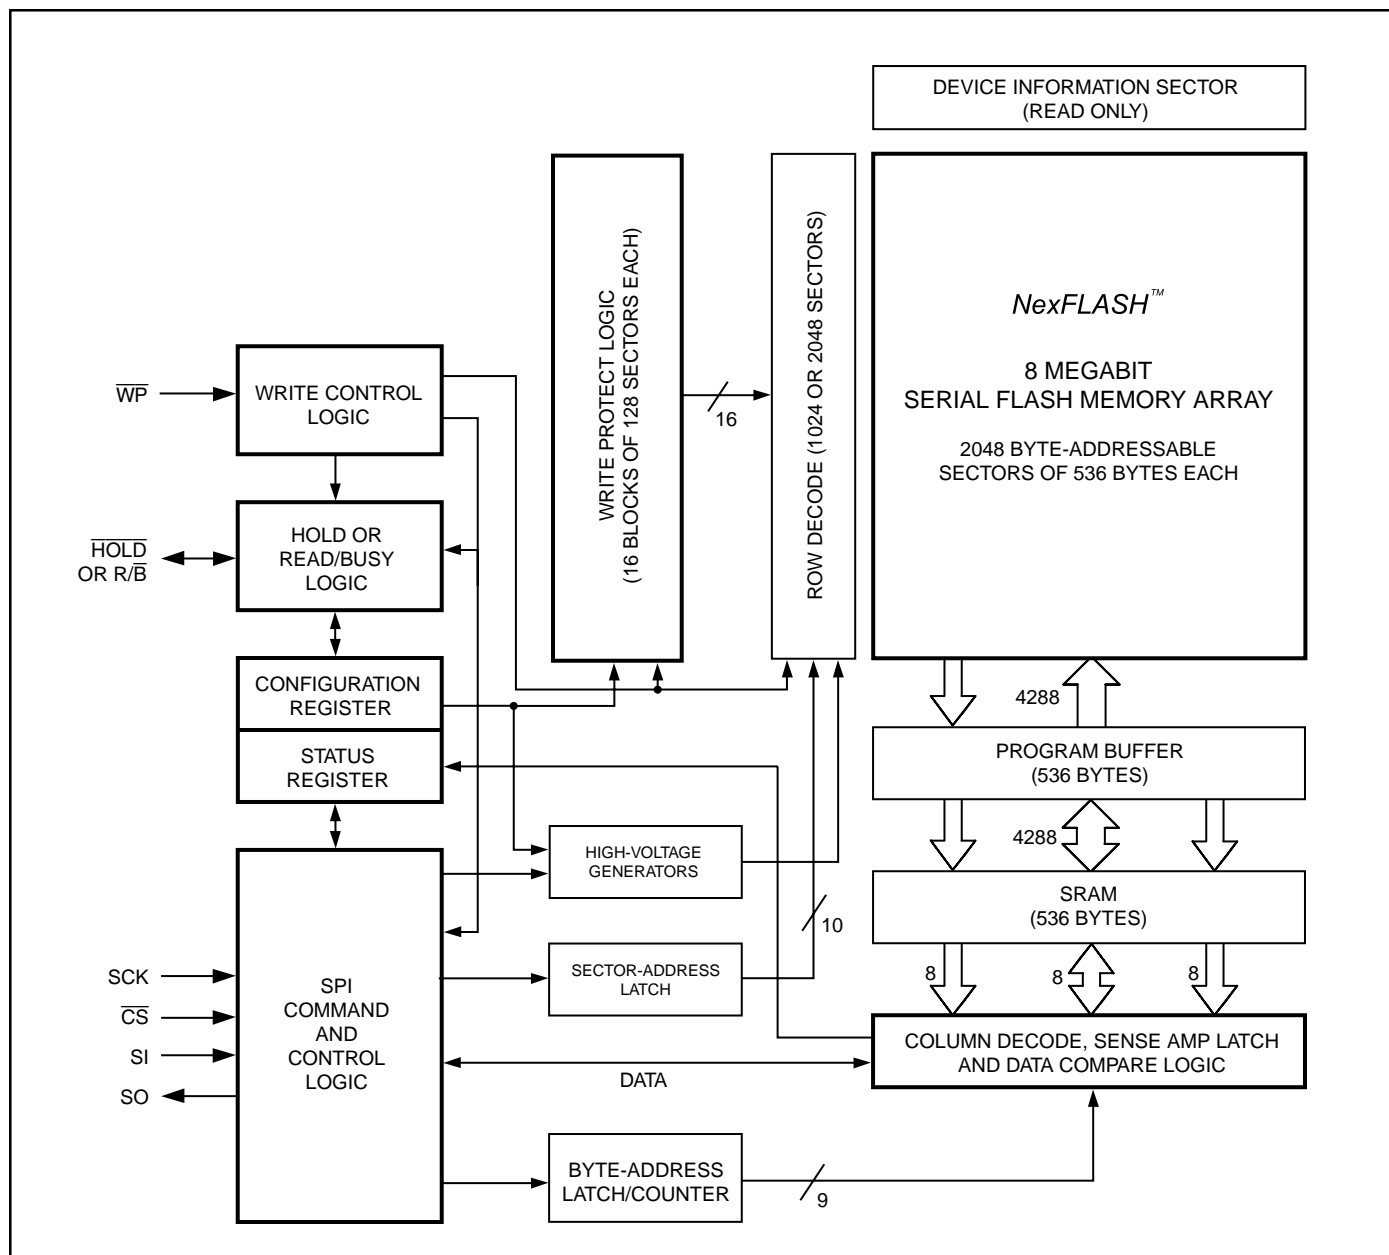 DEVICE INFORMATION SECTOR
(READ ONLY)
WRITE PROTECT LOGIC
(16 BLOCKS OF 128 SECTORS EACH)
ROW DECODE (1024 OR 2048 SECTORS)
NexFLASH™
8 MEGABIT
SERIAL FLASH MEMORY ARRAY
2048 BYTE-ADDRESSABLE
SECTORS OF 536 BYTES EACH
W̅P̅
WRITE CONTROL
LOGIC
16
H̅O̅L̅D̅
OR R/B̅
HOLD OR
READ/BUSY
LOGIC
CONFIGURATION
REGISTER
STATUS
REGISTER
4288
PROGRAM BUFFER
(536 BYTES)
4288
HIGH-VOLTAGE
GENERATORS
SRAM
(536 BYTES)
10
SCK
C̅S̅
SI
SO
SPI
COMMAND
AND
CONTROL
LOGIC
SECTOR-ADDRESS
LATCH
8
8
8
COLUMN DECODE, SENSE AMP LATCH
AND DATA COMPARE LOGIC
DATA
BYTE-ADDRESS
LATCH/COUNTER
9